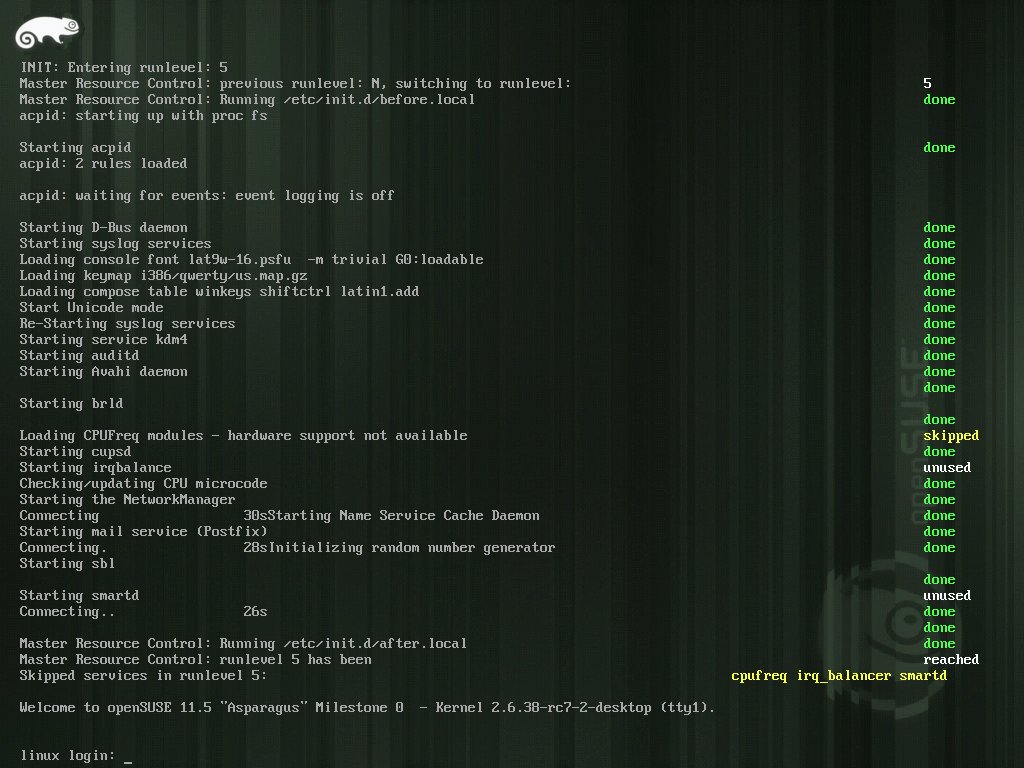 INIT: Entering runlevel: 5
Master Resource Control: previous runlevel: N, switching to runlevel: 5
Master Resource Control: Running /etc/init.d/before.local done
acpid: starting up with proc fs
Starting acpid done
acpid: 2 rules loaded
acpid: waiting for events: event logging is off
Starting D-Bus daemon done
Starting syslog services done
Loading console font lat9w-16.psfu  -m trivial G0:loadable done
Loading keymap i386/qwerty/us.map.gz done
Loading compose table winkeys shiftctrl latin1.add done
Start Unicode mode done
Re-Starting syslog services done
Starting service kdm4 done
Starting auditd done
Starting Avahi daemon done
done
Starting brld
done
Loading CPUFreq modules - hardware support not available skipped
Starting cupsd done
Starting irqbalance unused
Checking/updating CPU microcode done
Starting the NetworkManager done
Connecting 30sStarting Name Service Cache Daemon done
Starting mail service (Postfix) done
Connecting. 28sInitializing random number generator done
Starting sbl
done
Starting smartd unused
Connecting.. 26s done
done
Master Resource Control: Running /etc/init.d/after.local done
Master Resource Control: runlevel 5 has been reached
Skipped services in runlevel 5: cpufreq irq_balancer smartd
Welcome to openSUSE 11.5 "Asparagus" Milestone 0  - Kernel 2.6.38-rc7-2-desktop (tty1).
linux login: _
openSUSE